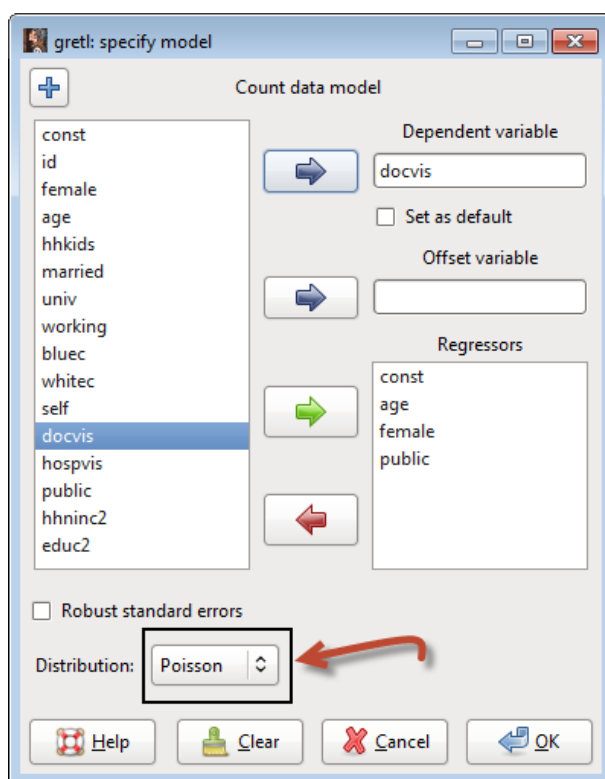 gretl: specify model
Count data model
const
id
female
age
hhkids
married
univ
working
bluec
whitec
self
docvis
hospvis
public
hhninc2
educ2
Dependent variable
docvis
Set as default
Offset variable
Regressors
const
age
female
public
Robust standard errors
Distribution: Poisson
Help Clear Cancel OK